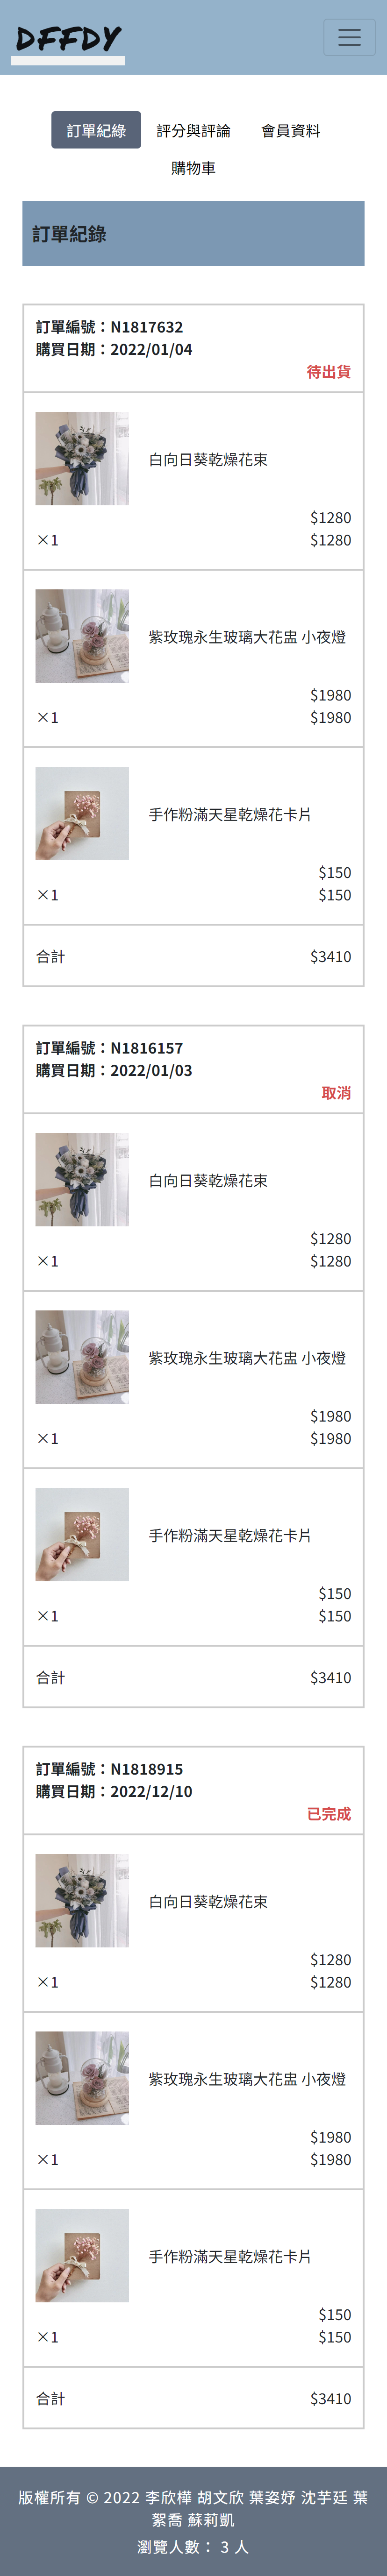 DFFDY
訂單紀綠
評分與評論
會員資料
購物車
訂單紀錄
訂單編號：N1817632
購買日期：2022/01/04
待出貨
白向日葵乾燥花束
$1280
×1
$1280
紫玫瑰永生玻璃大花盅 小夜燈
$1980
×1
$1980
手作粉滿天星乾燥花卡片
$150
×1
$150
合計
$3410
訂單編號：N1816157
購買日期：2022/01/03
取消
白向日葵乾燥花束
$1280
×1
$1280
紫玫瑰永生玻璃大花盅 小夜燈
$1980
×1
$1980
手作粉滿天星乾燥花卡片
$150
×1
$150
合計
$3410
訂單編號：N1818915
購買日期：2022/12/10
已完成
白向日葵乾燥花束
$1280
×1
$1280
紫玫瑰永生玻璃大花盅 小夜燈
$1980
×1
$1980
手作粉滿天星乾燥花卡片
$150
×1
$150
合計
$3410
版權所有 © 2022 李欣樺 胡文欣 葉姿妤 沈芋廷 葉
絮喬 蘇莉凱
瀏覽人數： 3 人